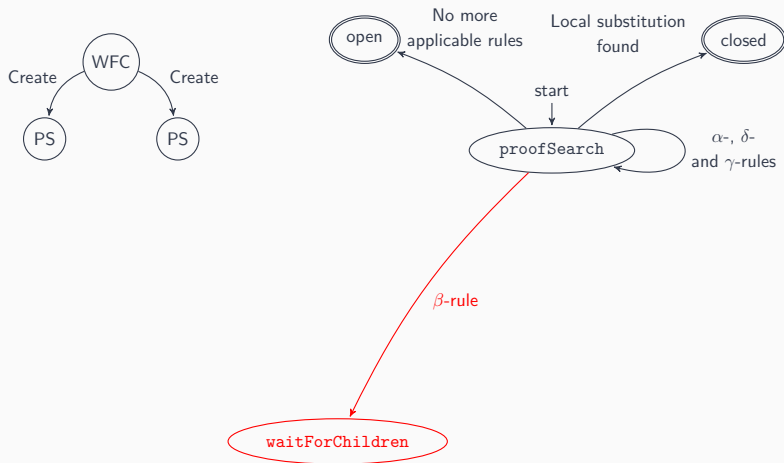 WFC
Create
Create
PS
PS
open
No more
applicable rules
Local substitution
found
closed
start
proofSearch
α-, δ-
and γ-rules
β-rule
waitForChildren